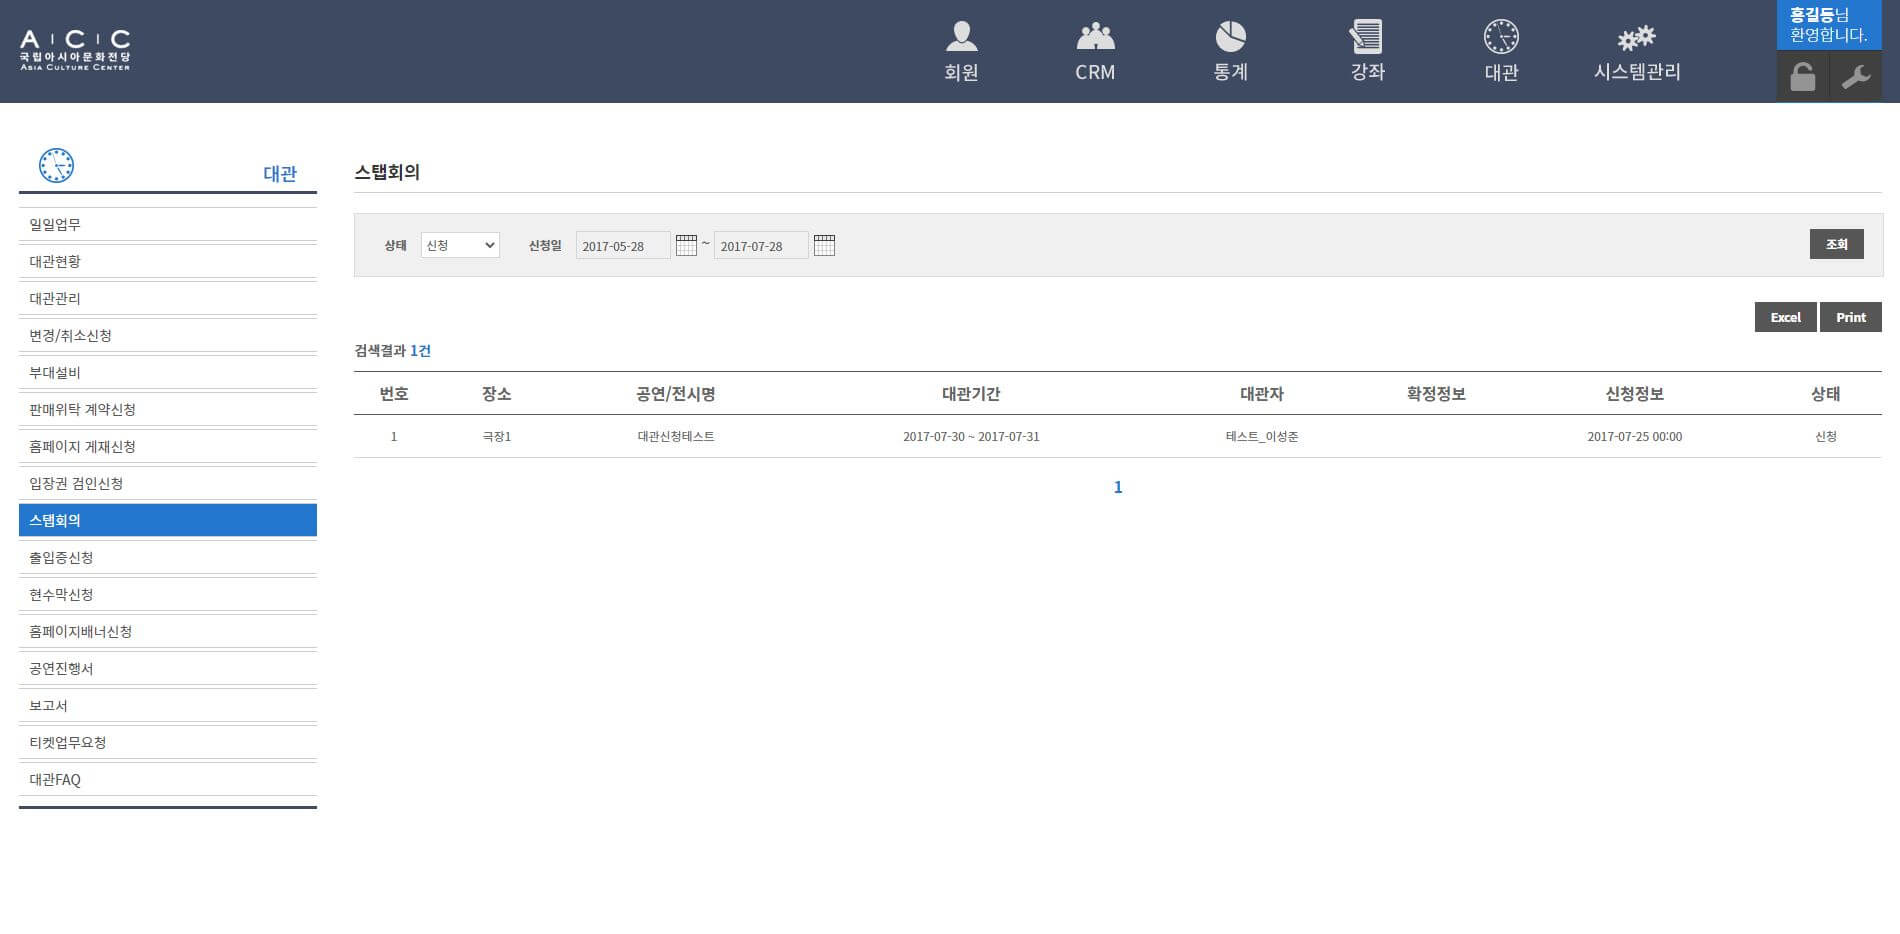 A C C
국립아시아문화전당
ASIA CULTURE CENTER
회원
CRM
통계
강좌
대관
시스템관리
홍길동님
환영합니다.
대관
일일업무
대관현황
대관관리
변경/취소신청
부대설비
판매위탁 계약신청
홈페이지 게재신청
입장권 검인신청
스탭회의
출입증신청
현수막신청
홈페이지배너신청
공연진행서
보고서
티켓업무요청
대관FAQ
스탭회의
상태 신청 신청일 2017-05-28 ~ 2017-07-28 조회
Excel Print
검색결과 1건
번호 장소 공연/전시명 대관기간 대관자 확정정보 신청정보 상태
1 극장1 대관신청테스트 2017-07-30 ~ 2017-07-31 테스트_이성준 2017-07-25 00:00 신청
1